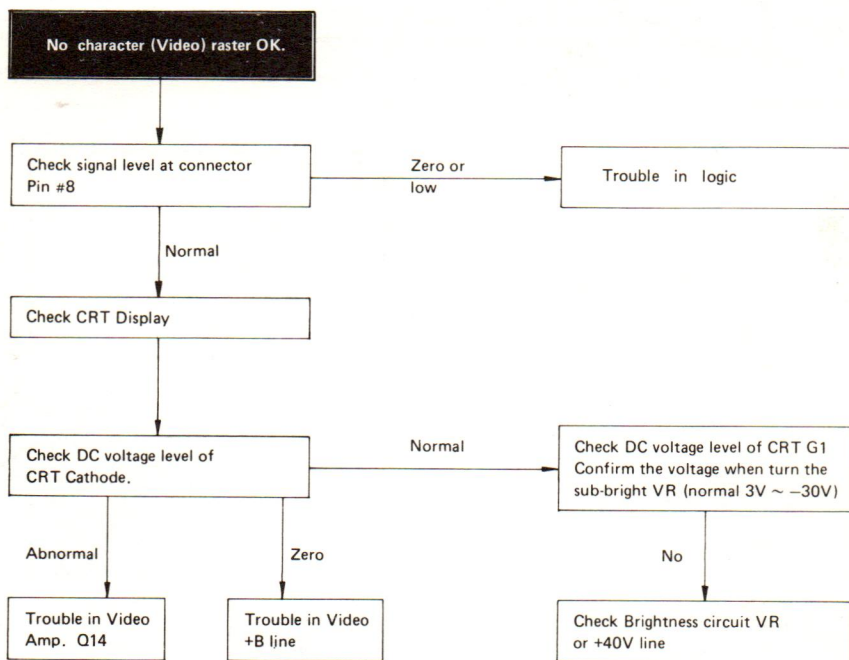 No character (Video) raster OK.
Check signal level at connector
Pin #8
Zero or
low
Trouble in logic
Normal
Check CRT Display
Check DC voltage level of
CRT Cathode.
Normal
Check DC voltage level of CRT G1
Confirm the voltage when turn the
sub-bright VR (normal 3V ~ −30V)
Abnormal
Zero
No
Trouble in Video
Amp. Q14
Trouble in Video
+B line
Check Brightness circuit VR
or +40V line